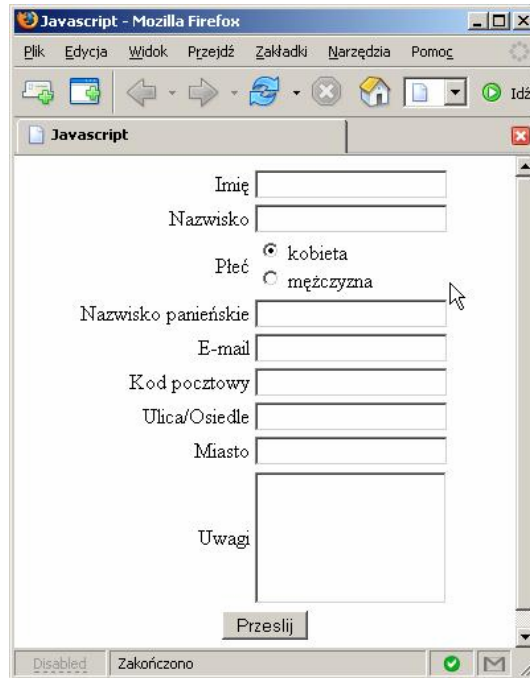 Javascript - Mozilla Firefox
Plik Edycja Widok Przejdź Zakładki Narzędzia Pomoc
Idź
Javascript
Imię
Nazwisko
Płeć
kobieta
mężczyzna
Nazwisko panieńskie
E-mail
Kod pocztowy
Ulica/Osiedle
Miasto
Uwagi
Przeslij
Disabled Zakończono